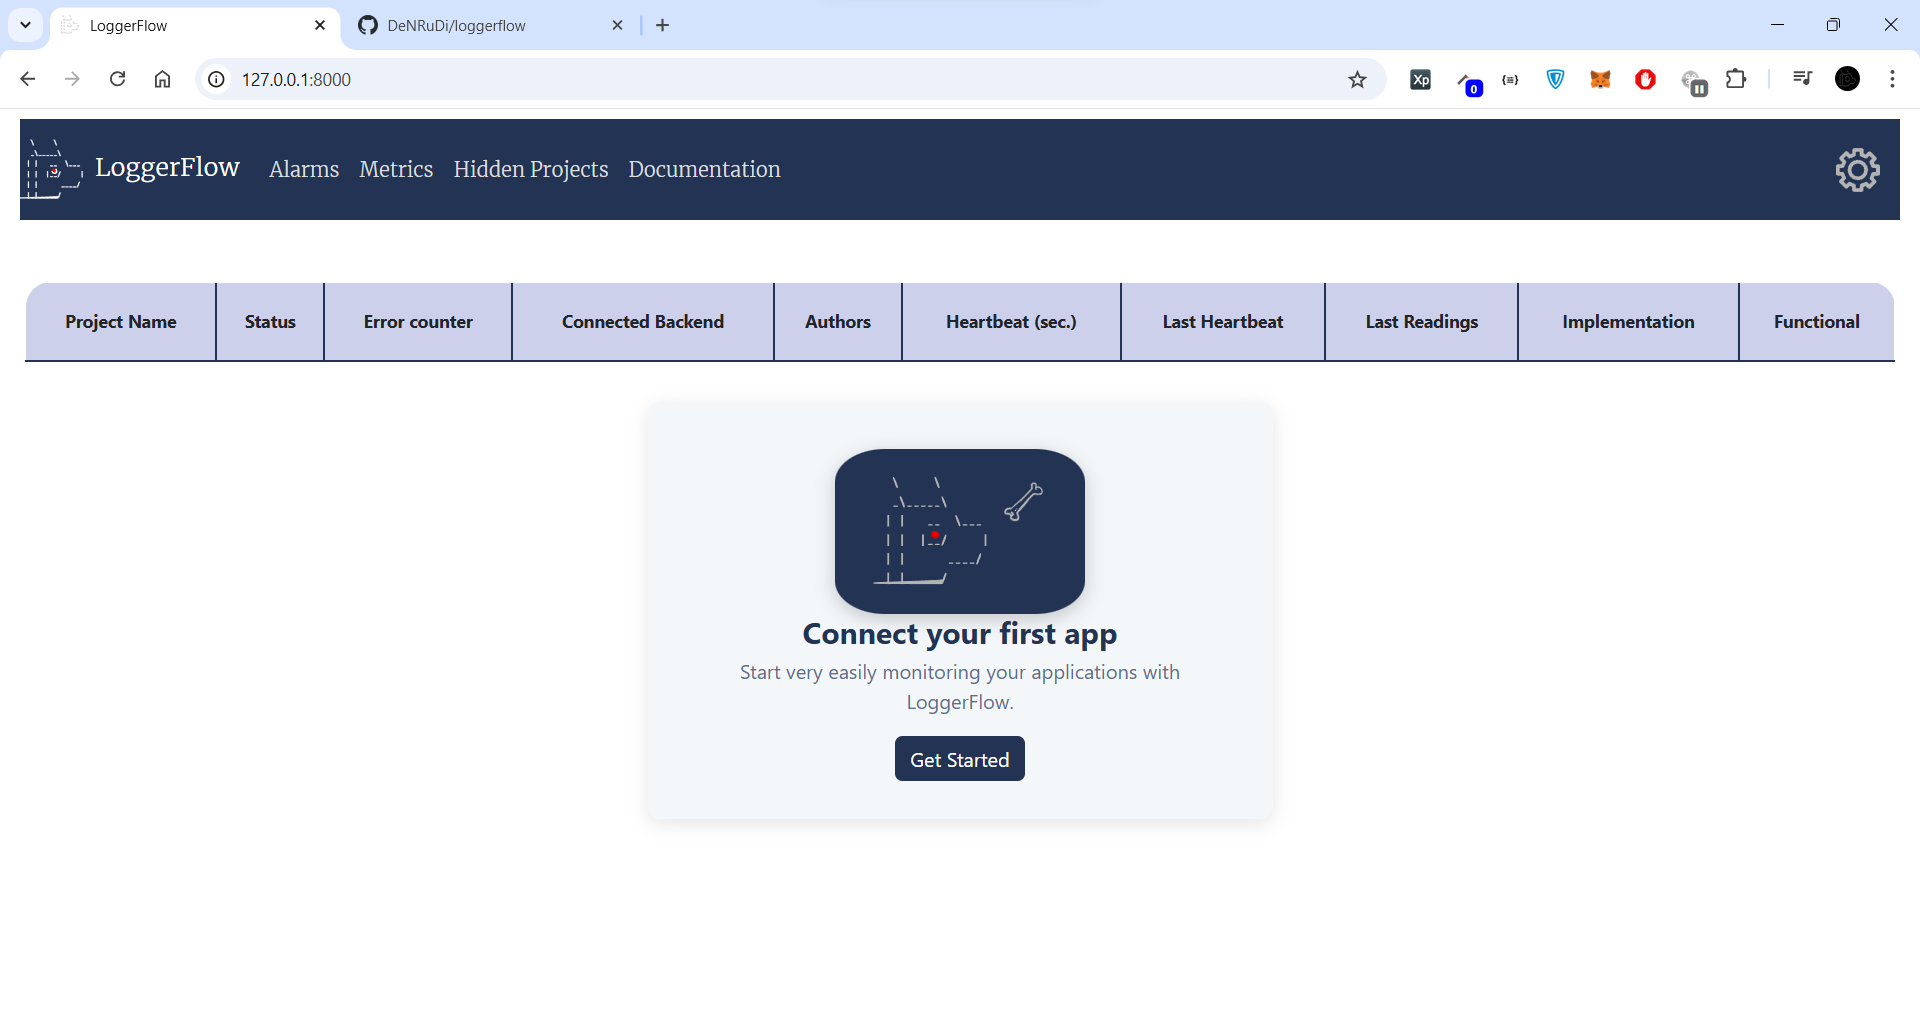 LoggerFlow
DeNRuDi/loggerflow
127.0.0.1:8000
Xp
0
LoggerFlow Alarms Metrics Hidden Projects Documentation
Project Name Status Error counter Connected Backend Authors Heartbeat (sec.) Last Heartbeat Last Readings Implementation Functional
Connect your first app
Start very easily monitoring your applications with
LoggerFlow.
Get Started